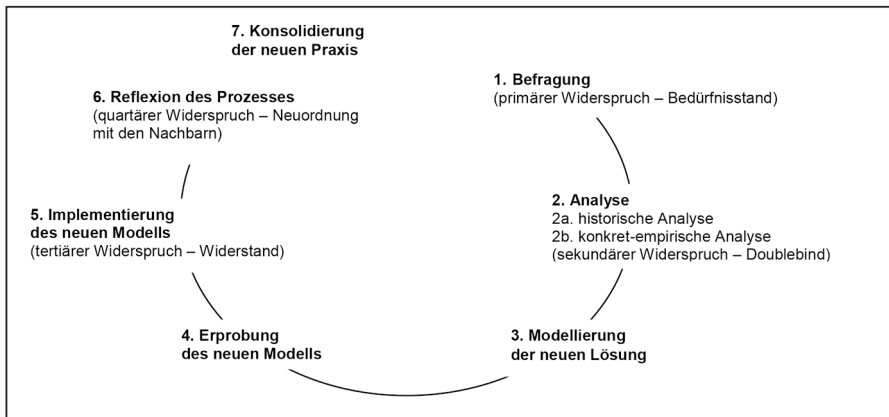 7. Konsolidierung
der neuen Praxis
1. Befragung
(primärer Widerspruch – Bedürfnisstand)
6. Reflexion des Prozesses
(quartärer Widerspruch – Neuordnung
mit den Nachbarn)
2. Analyse
2a. historische Analyse
2b. konkret-empirische Analyse
(sekundärer Widerspruch – Doublebind)
5. Implementierung
des neuen Modells
(tertiärer Widerspruch – Widerstand)
4. Erprobung
des neuen Modells
3. Modellierung
der neuen Lösung